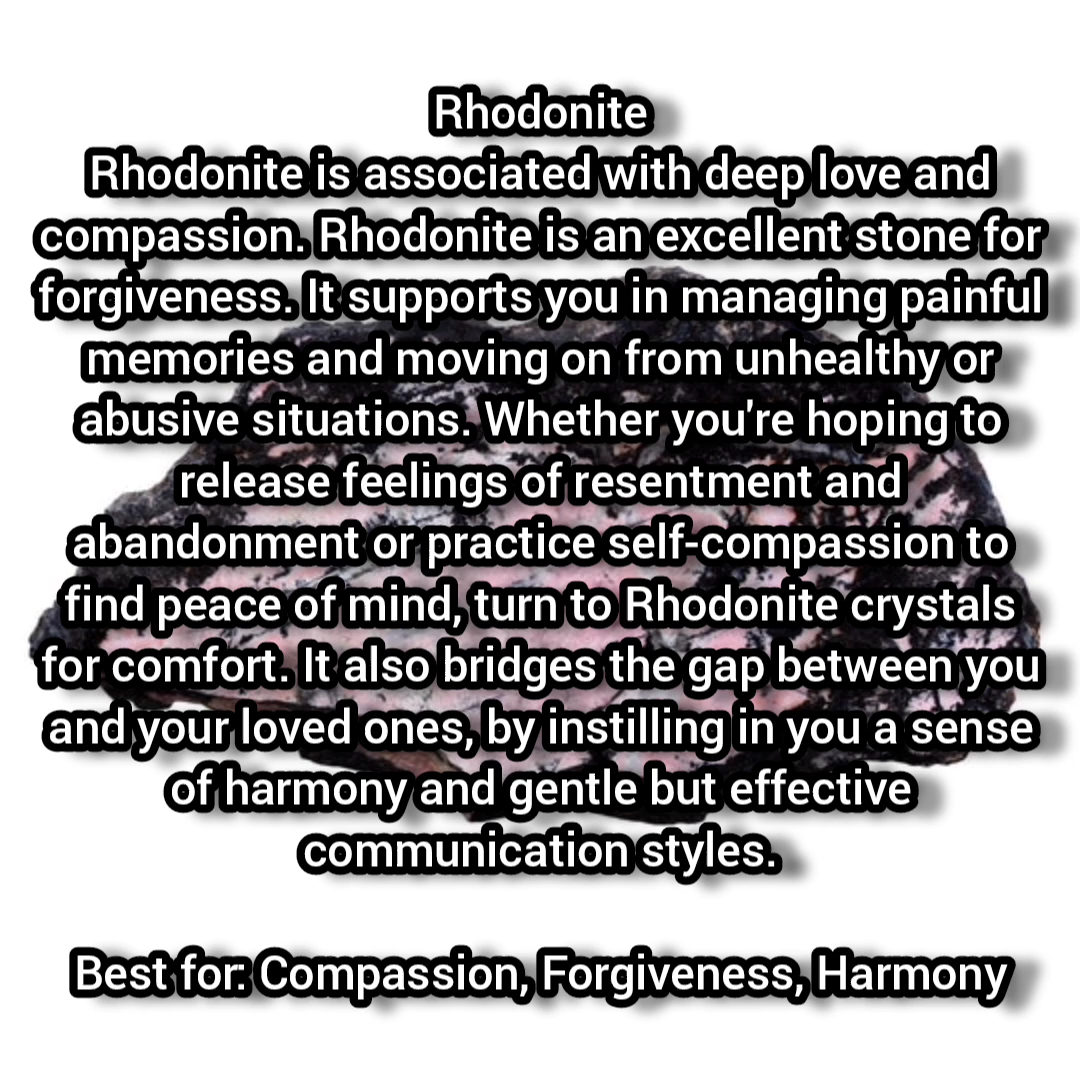 Rhodonite
Rhodonite is associated with deep love and
compassion. Rhodonite is an excellent stone for
forgiveness. It supports you in managing painful
memories and moving on from unhealthy or
abusive situations. Whether you're hoping to
release feelings of resentment and
abandonment or practice self-compassion to
find peace of mind, turn to Rhodonite crystals
for comfort. It also bridges the gap between you
and your loved ones, by instilling in you a sense
of harmony and gentle but effective
communication styles.
Best for: Compassion, Forgiveness, Harmony